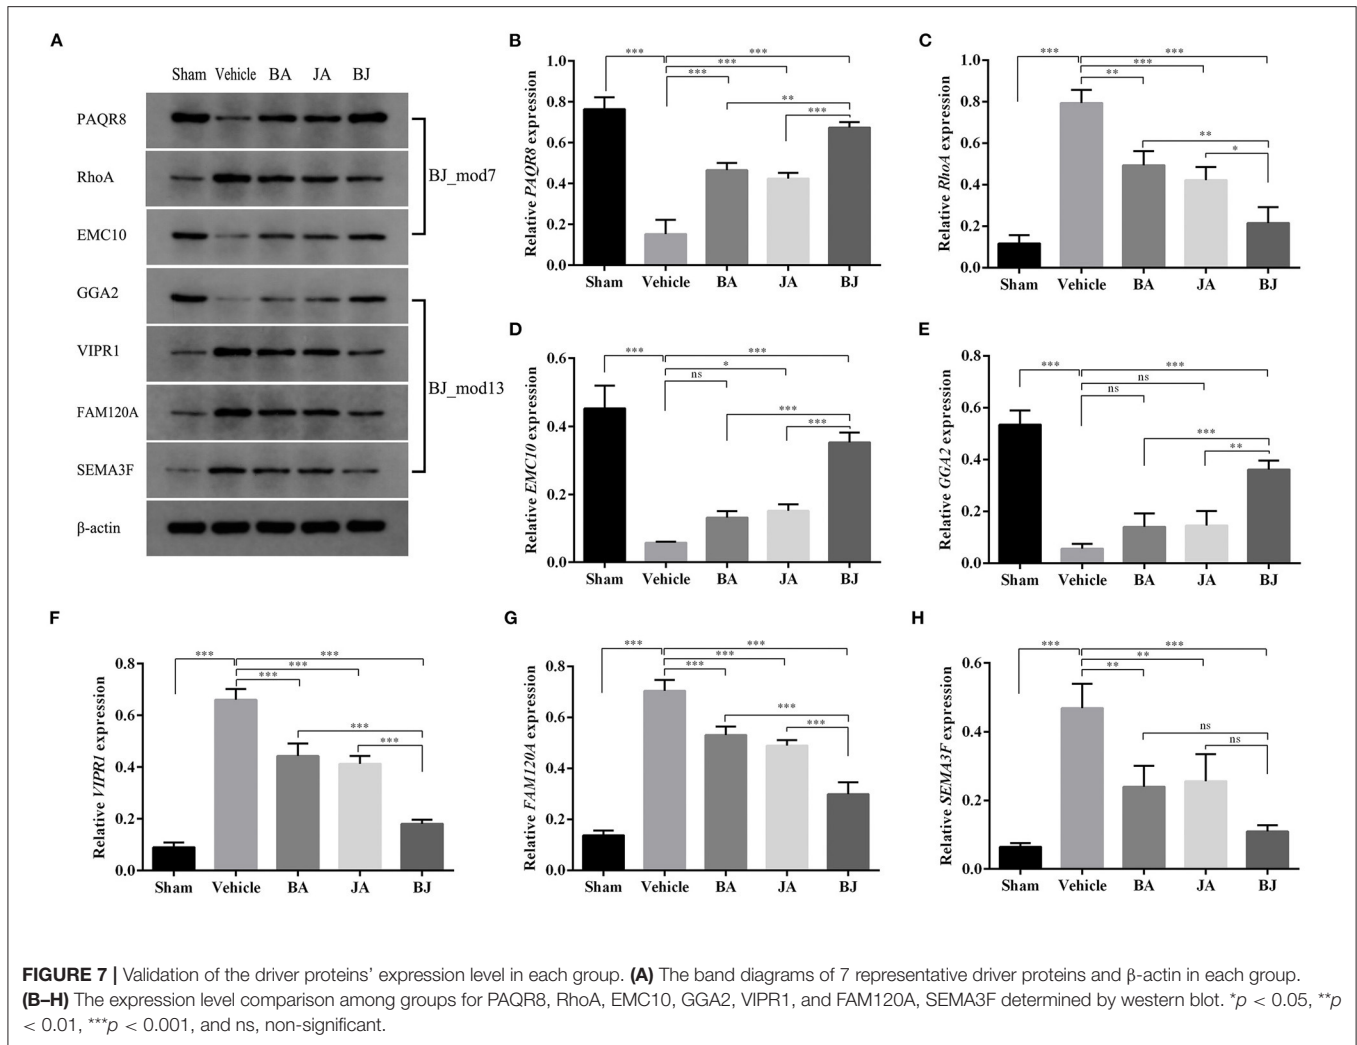 A
Sham Vehicle BA JA BJ
PAQR8
RhoA
EMC10
BJ_mod7
GGA2
VIPR1
FAM120A
SEMA3F
BJ_mod13
β-actin
B
Relative PAQR8 expression
1.0
0.8
0.6
0.4
0.2
0.0
***
***
***
***
**
***
Sham Vehicle BA JA BJ
C
Relative RhoA expression
1.0
0.8
0.6
0.4
0.2
0.0
***
***
***
**
**
*
Sham Vehicle BA JA BJ
D
Relative EMC10 expression
0.6
0.4
0.2
0.0
***
***
*
ns
***
***
Sham Vehicle BA JA BJ
E
Relative GGA2 expression
0.8
0.6
0.4
0.2
0.0
***
***
ns
ns
***
**
Sham Vehicle BA JA BJ
F
Relative VIPR1 expression
0.8
0.6
0.4
0.2
0.0
***
***
***
***
***
***
Sham Vehicle BA JA BJ
G
Relative FAM120A expression
0.8
0.6
0.4
0.2
0.0
***
***
***
***
***
***
Sham Vehicle BA JA BJ
H
Relative SEMA3F expression
0.6
0.4
0.2
0.0
***
***
**
**
ns
ns
Sham Vehicle BA JA BJ
FIGURE 7 | Validation of the driver proteins' expression level in each group. (A) The band diagrams of 7 representative driver proteins and β-actin in each group.
(B–H) The expression level comparison among groups for PAQR8, RhoA, EMC10, GGA2, VIPR1, and FAM120A, SEMA3F determined by western blot. *p < 0.05, **p
< 0.01, ***p < 0.001, and ns, non-significant.